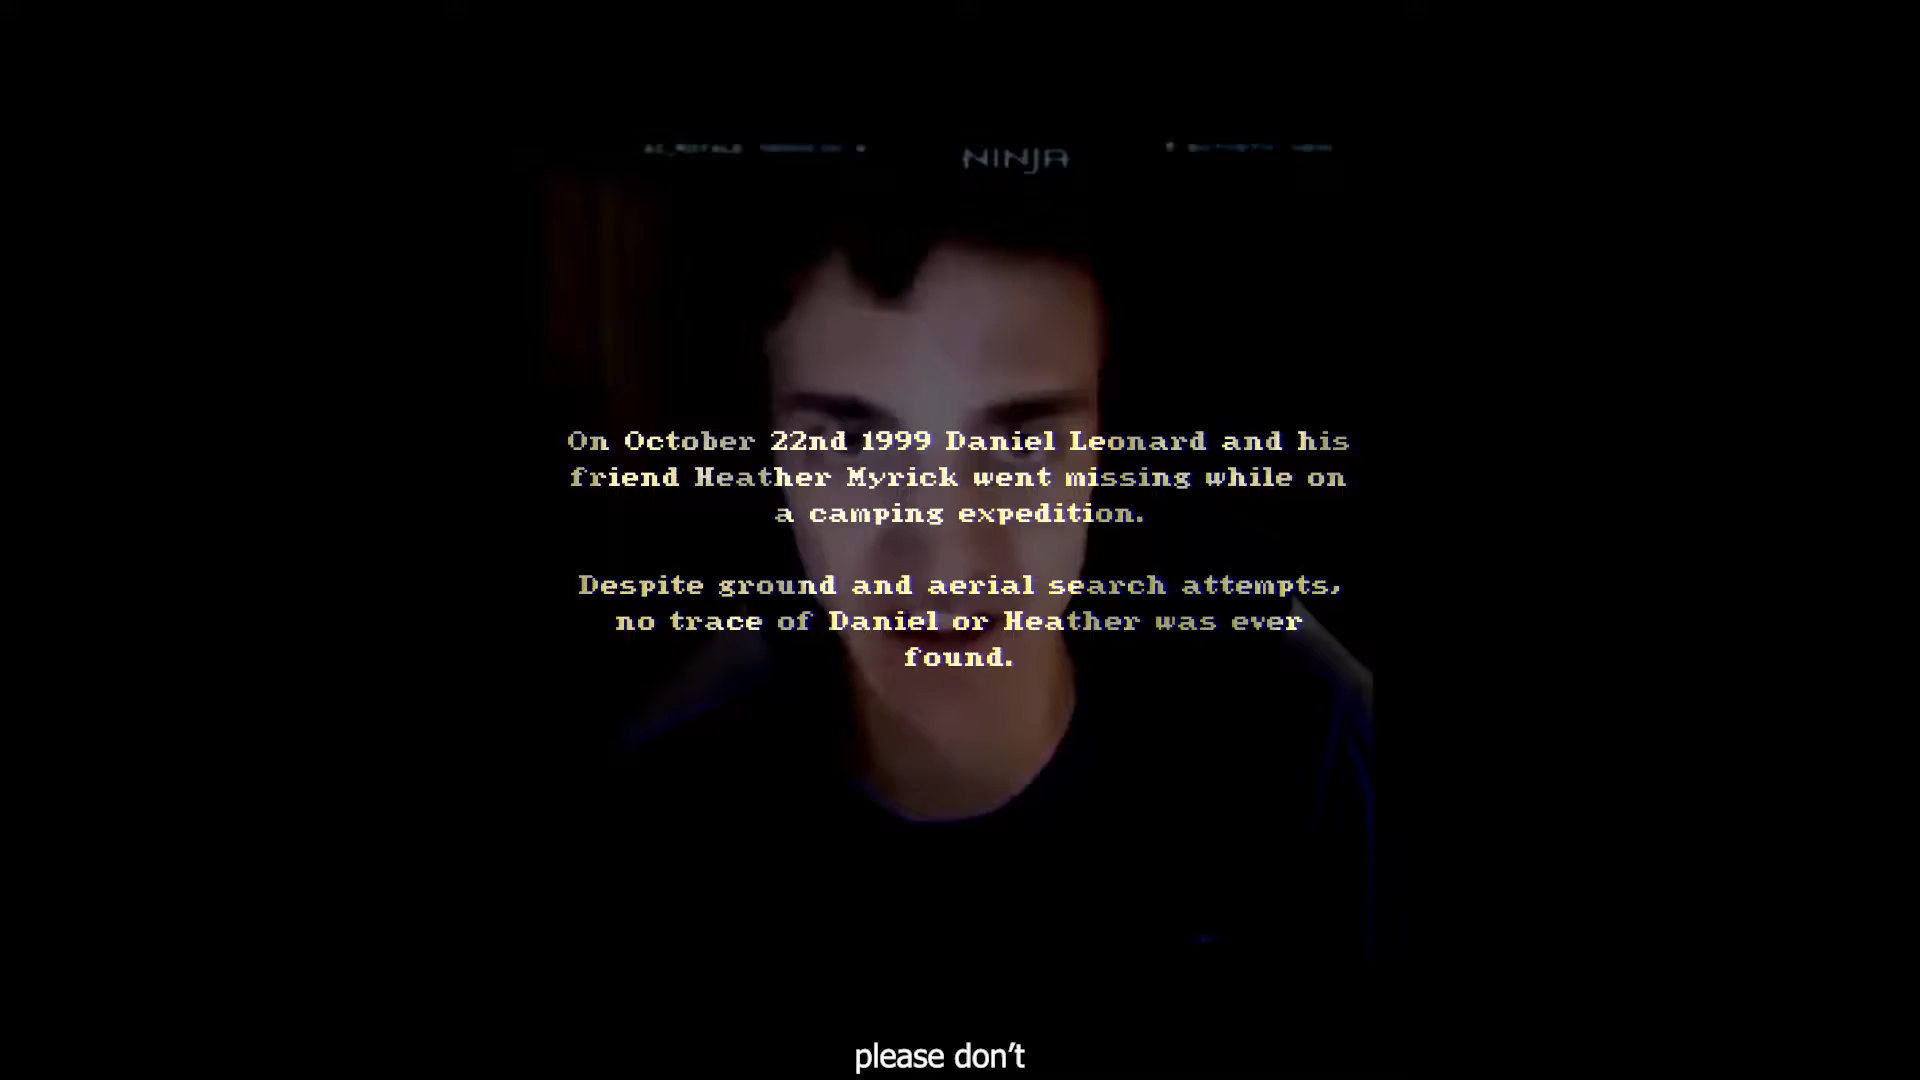 NINJA
On October 22nd 1999 Daniel Leonard and his
friend Heather Myrick went missing while on
a camping expedition.
Despite ground and aerial search attempts,
no trace of Daniel or Heather was ever
found.
please don't